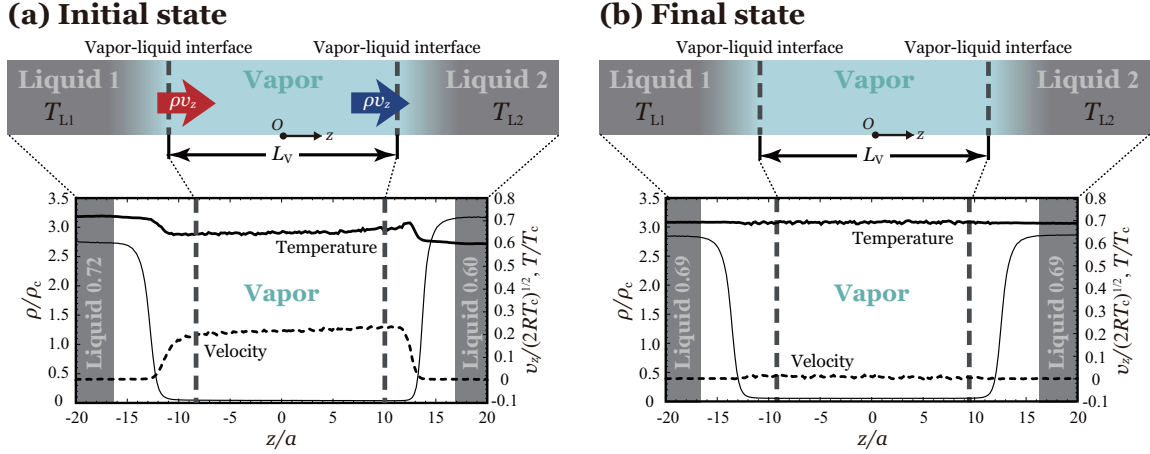 (a) Initial state
Vapor-liquid interface
Vapor-liquid interface
Liquid 1
Vapor
Liquid 2
T_L1
ρv_z
ρv_z
T_L2
O
z
L_V
3.5
3.0
2.5
2.0
1.5
1.0
0.5
0
ρ/ρ_c
Liquid 0.72
Temperature
Vapor
Velocity
Liquid 0.60
0.8
0.7
0.6
0.5
0.4
0.3
0.2
0.1
0
-0.1
v_z/(2RT_c)^1/2, T/T_c
-20 -15 -10 -5 0 5 10 15 20
z/a
(b) Final state
Vapor-liquid interface
Vapor-liquid interface
Liquid 1
Vapor
Liquid 2
T_L1
T_L2
O
z
L_V
3.5
3.0
2.5
2.0
1.5
1.0
0.5
0
ρ/ρ_c
Liquid 0.69
Temperature
Vapor
Velocity
Liquid 0.69
0.8
0.7
0.6
0.5
0.4
0.3
0.2
0.1
0
-0.1
v_z/(2RT_c)^1/2, T/T_c
-20 -15 -10 -5 0 5 10 15 20
z/a